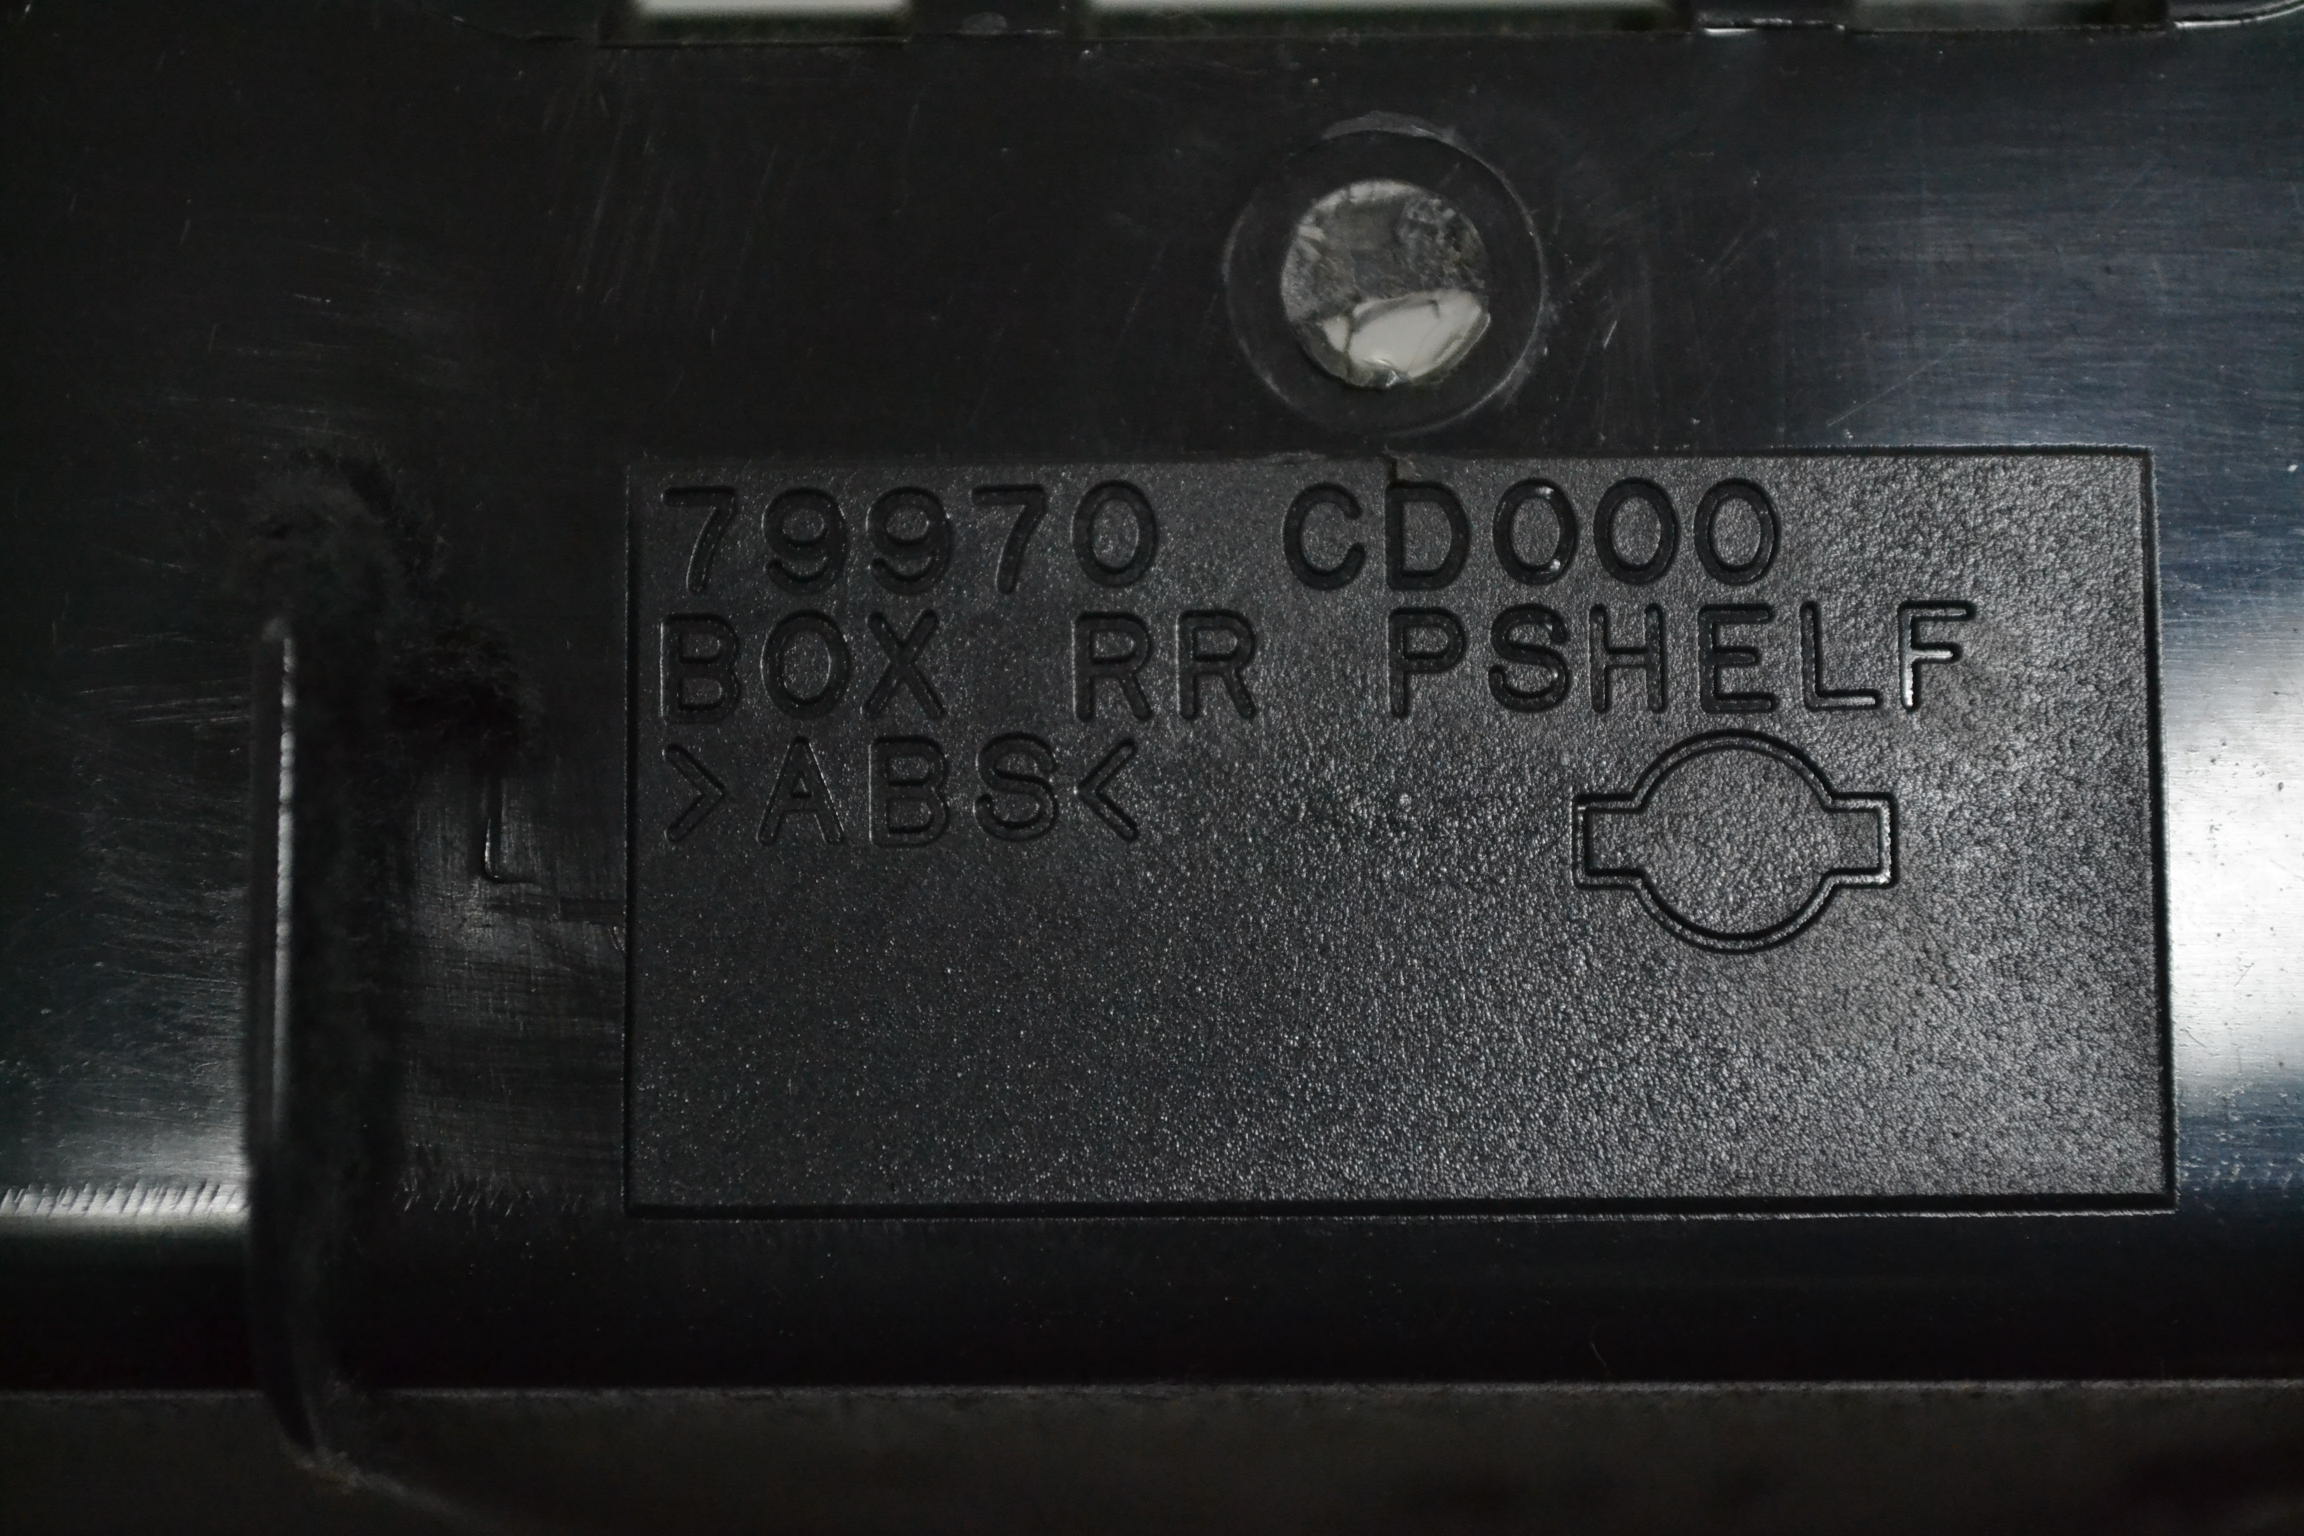 79970 CD000
BOX RR PSHELF
>ABS<